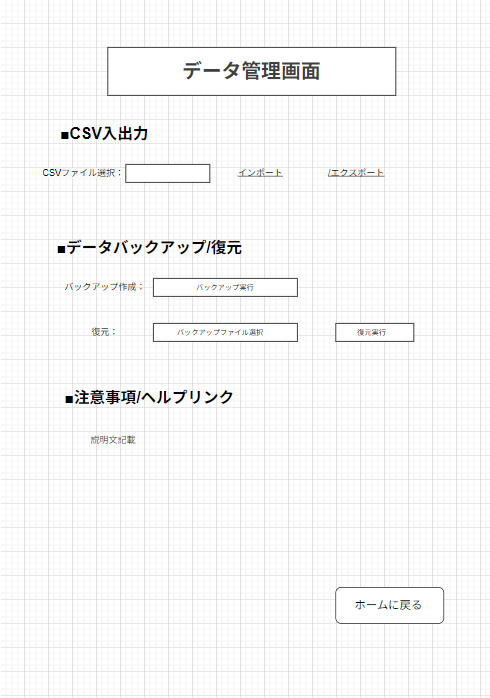 データ管理画面
■CSV入出力
CSVファイル選択： インポート /エクスポート
■データバックアップ/復元
バックアップ作成： バックアップ実行
復元： バックアップファイル選択 復元実行
■注意事項/ヘルプリンク
説明文記載
ホームに戻る